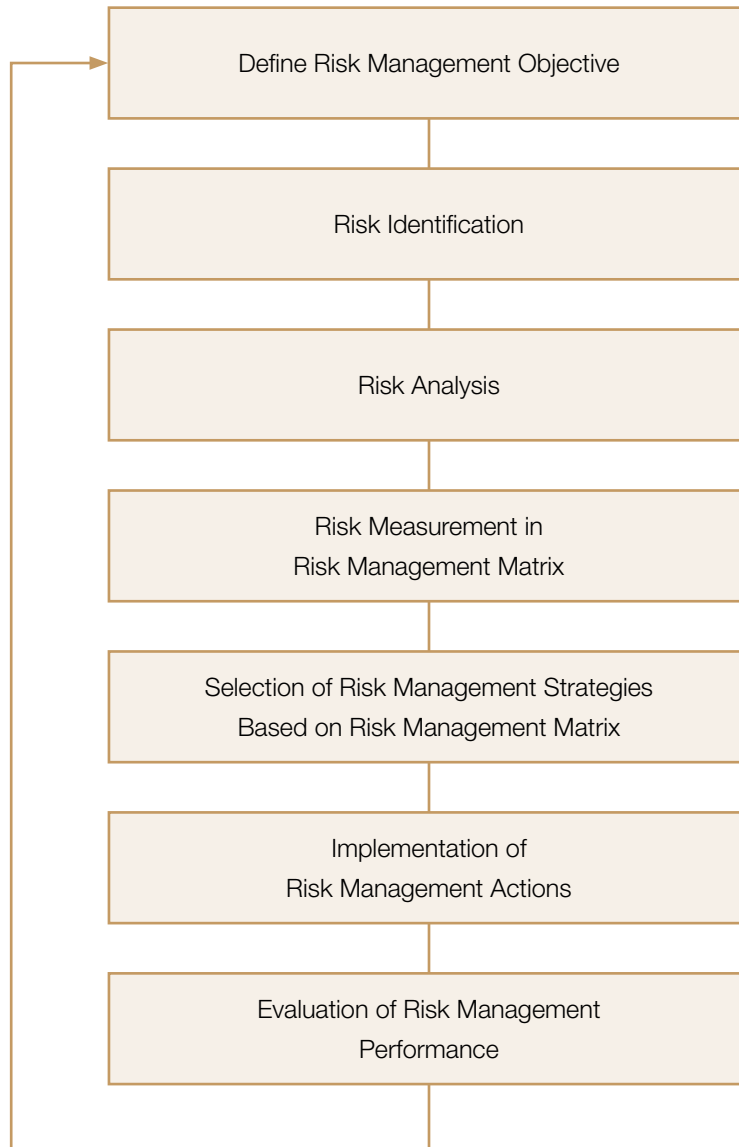 Define Risk Management Objective
Risk Identification
Risk Analysis
Risk Measurement in
Risk Management Matrix
Selection of Risk Management Strategies
Based on Risk Management Matrix
Implementation of
Risk Management Actions
Evaluation of Risk Management
Performance